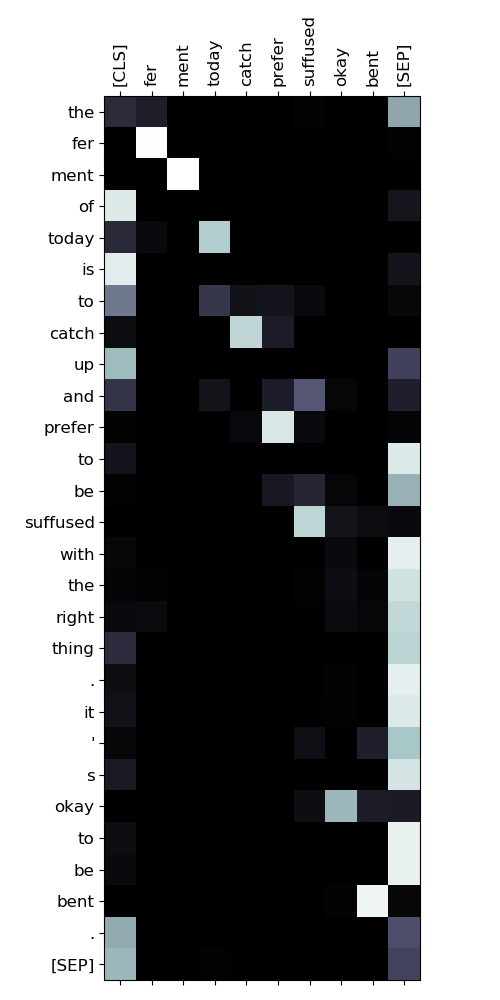 [CLS] fer ment today catch prefer suffused okay bent [SEP]
the
fer
ment
of
today
is
to
catch
up
and
prefer
to
be
suffused
with
the
right
thing
.
it
'
s
okay
to
be
bent
.
[SEP]